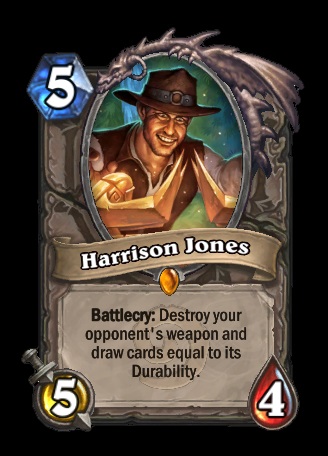 5
Harrison Jones
Battlecry: Destroy your
opponent's weapon and
draw cards equal to its
Durability.
5
4